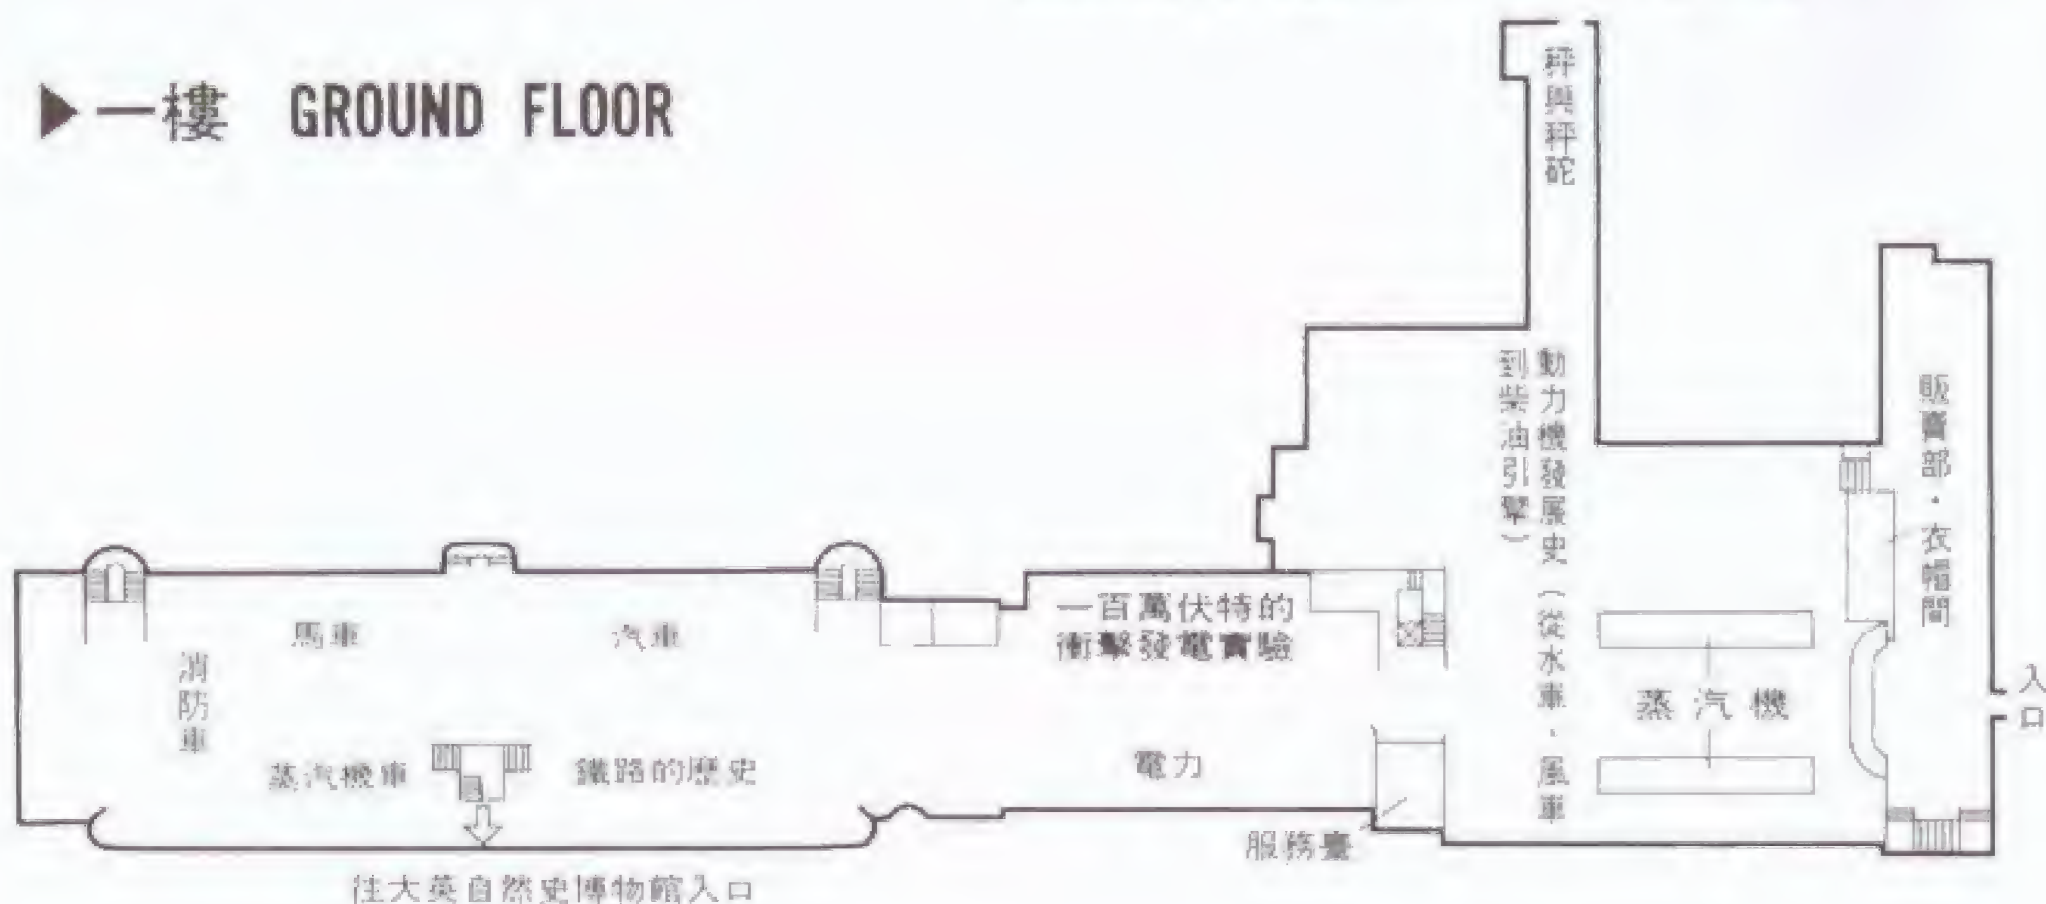 ▶一樓 GROUND FLOOR
秤與秤砣
動力機發展史（從水車・風車
到柴油引擎）
販賣部・衣帽間
入口
蒸汽機
一百萬伏特的
衝擊發電實驗
電力
服務臺
馬車
汽車
消防車
蒸汽機車
鐵路的歷史
往大英自然史博物館入口